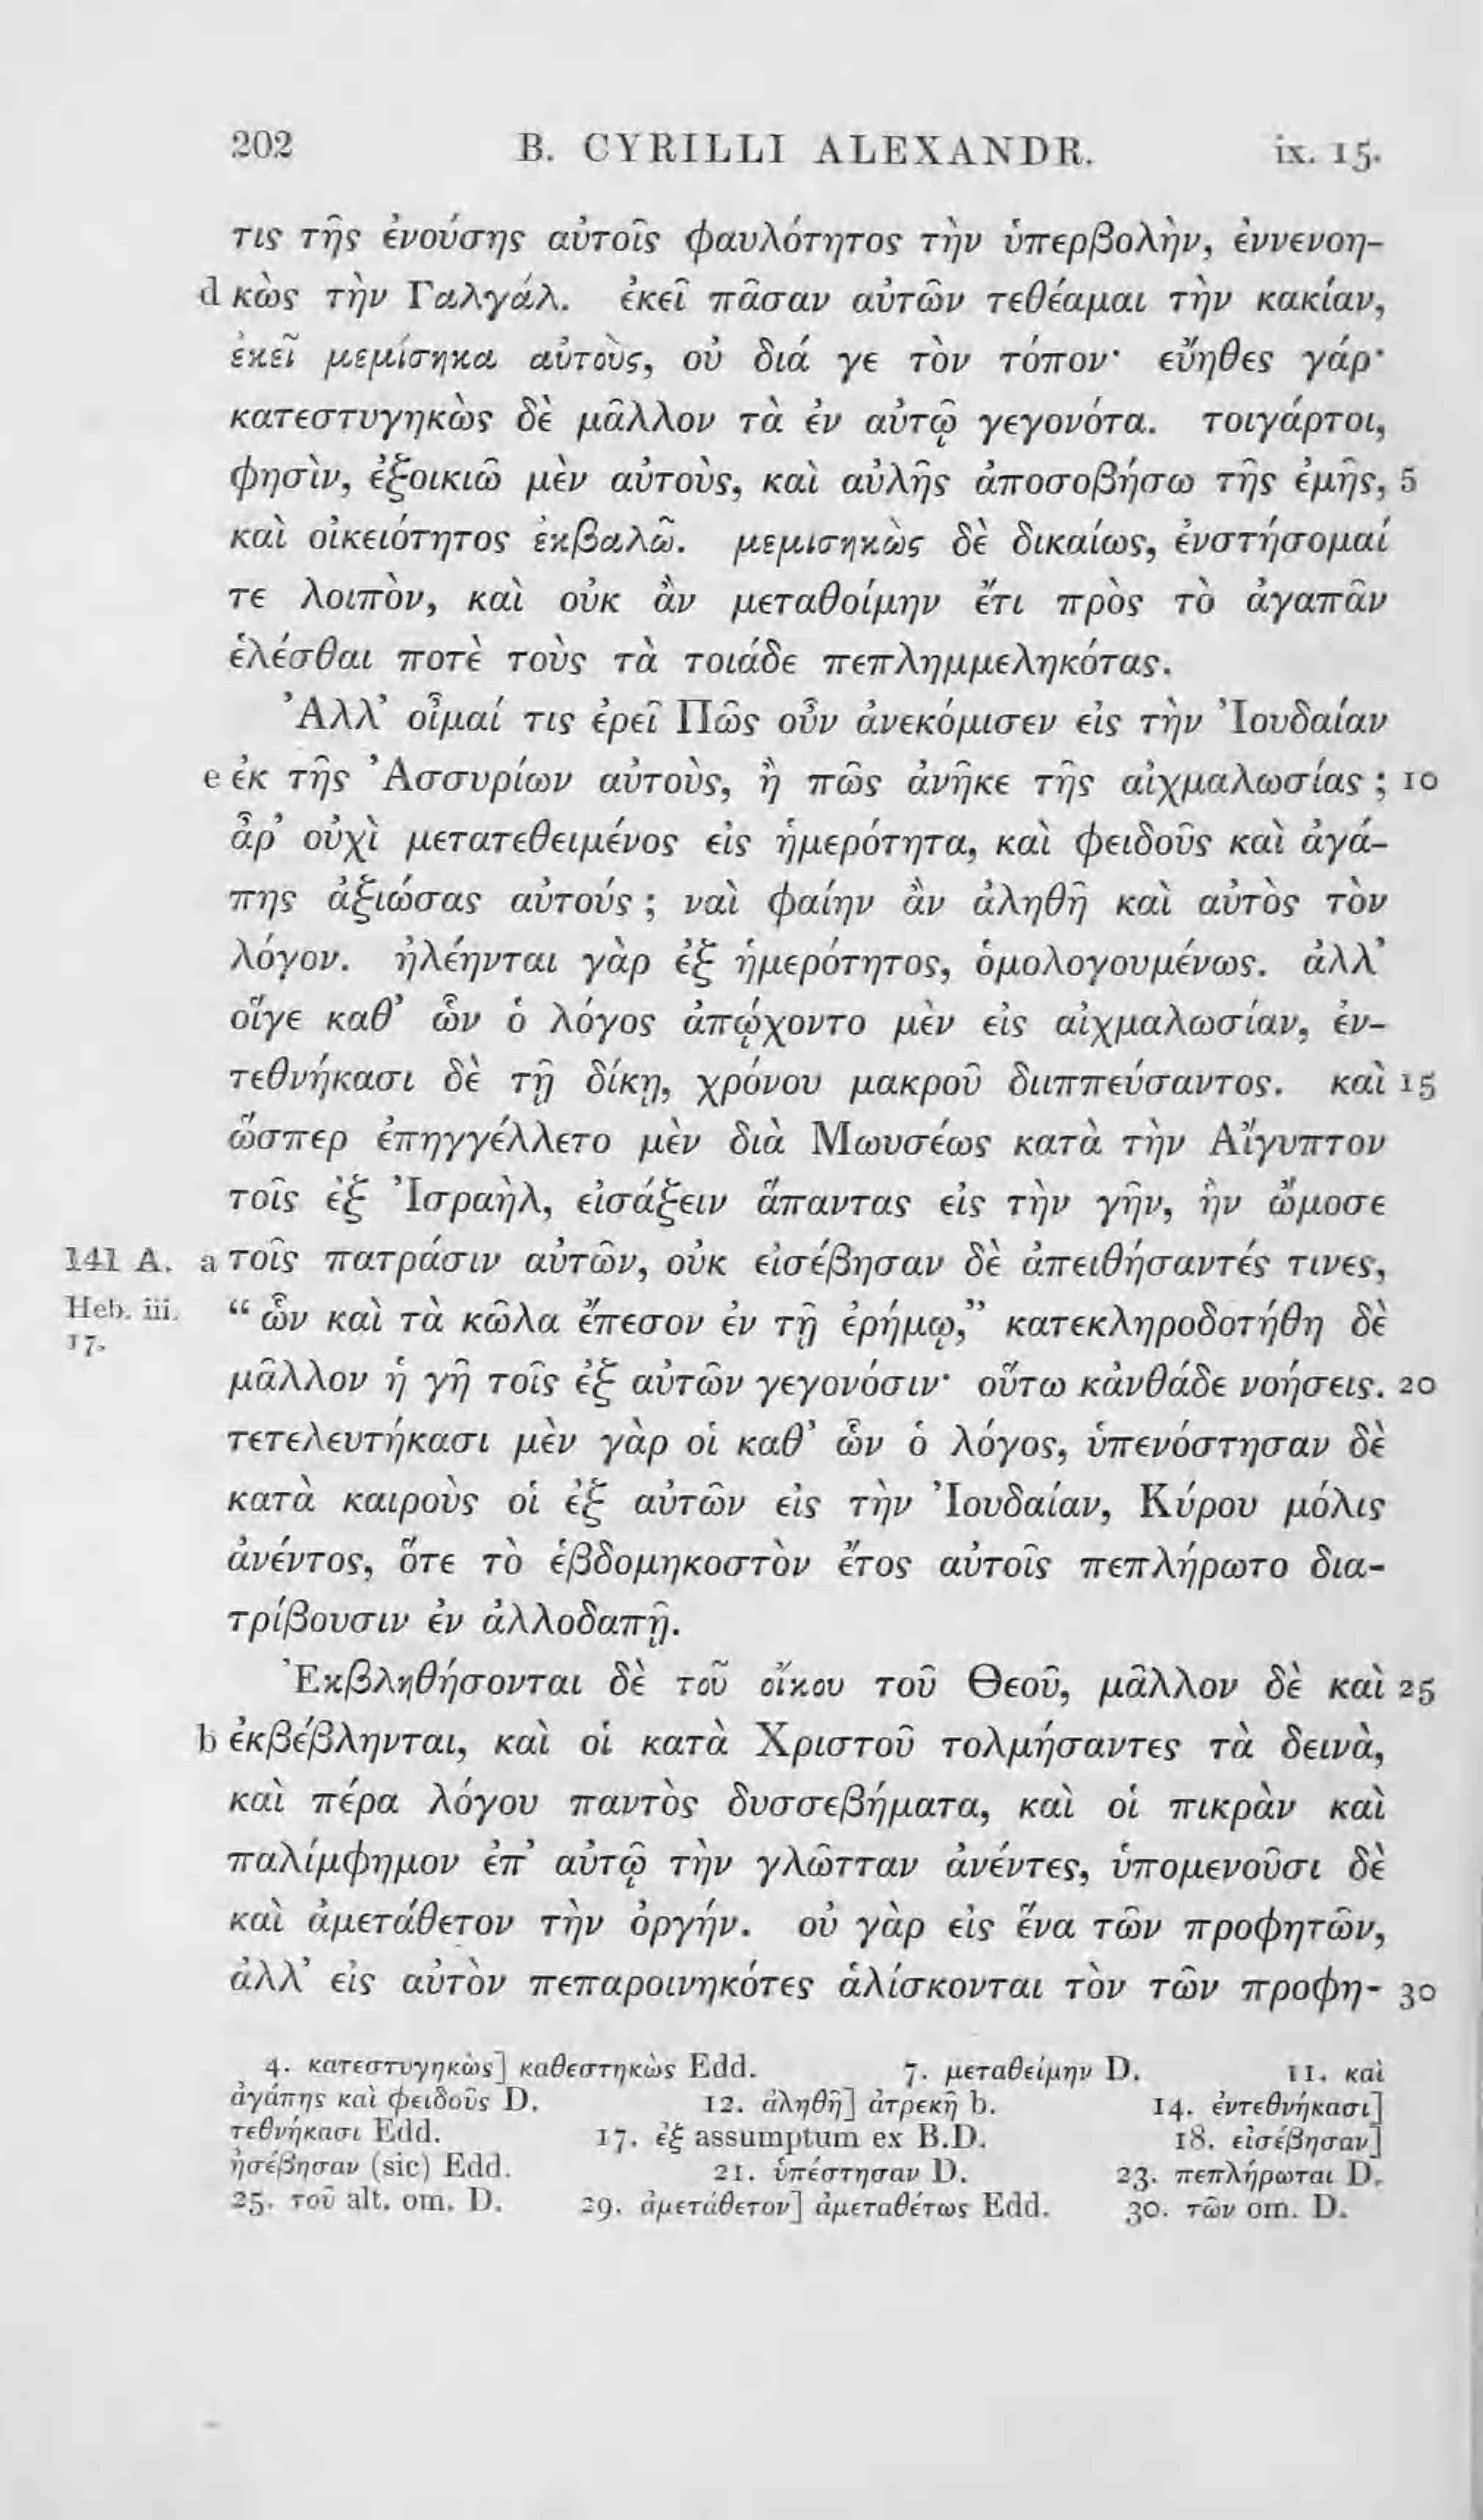 202 B. CYRILLI ALEXANDR. ix. 15.
τις τῆς ἐνούσης αὐτοῖς φαυλότητος τὴν ὑπερβολὴν, ἐννενοη-
d κὼς τὴν Γαλγάλ. ἐκεῖ πᾶσαν αὐτῶν τεθέαμαι τὴν κακίαν,
ἐκεῖ μεμίσηκα αὐτοὺς, οὐ διά γε τὸν τόπον· εὔηθες γάρ·
κατεστυγηκὼς δὲ μᾶλλον τὰ ἐν αὐτῷ γεγονότα. τοιγάρτοι,
φησὶν, ἐξοικιῶ μὲν αὐτοὺς, καὶ αὐλῆς ἀποσοβήσω τῆς ἐμῆς, 5
καὶ οἰκειότητος ἐκβαλῶ. μεμισηκὼς δὲ δικαίως, ἐνστήσομαί
τε λοιπὸν, καὶ οὐκ ἂν μεταθοίμην ἔτι πρὸς τὸ ἀγαπᾶν
ἑλέσθαι ποτὲ τοὺς τὰ τοιάδε πεπλημμεληκότας.
Ἀλλ' οἶμαί τις ἐρεῖ Πῶς οὖν ἀνεκόμισεν εἰς τὴν Ἰουδαίαν
e ἐκ τῆς Ἀσσυρίων αὐτοὺς, ἢ πῶς ἀνῆκε τῆς αἰχμαλωσίας ; 10
ἆρ' οὐχὶ μετατεθειμένος εἰς ἡμερότητα, καὶ φειδοῦς καὶ ἀγά-
πης ἀξιώσας αὐτούς ; ναὶ φαίην ἂν ἀληθῆ καὶ αὐτὸς τὸν
λόγον. ἠλέηνται γὰρ ἐξ ἡμερότητος, ὁμολογουμένως. ἀλλ'
οἵγε καθ' ὧν ὁ λόγος ἀπῴχοντο μὲν εἰς αἰχμαλωσίαν, ἐν-
τεθνήκασι δὲ τῇ δίκῃ, χρόνου μακροῦ διιππεύσαντος. καὶ 15
ὥσπερ ἐπηγγέλλετο μὲν διὰ Μωυσέως κατὰ τὴν Αἴγυπτον
τοῖς ἐξ Ἰσραὴλ, εἰσάξειν ἅπαντας εἰς τὴν γῆν, ἣν ὤμοσε
141 A. a τοῖς πατράσιν αὐτῶν, οὐκ εἰσέβησαν δὲ ἀπειθήσαντές τινες,
Heb. iii. 17. “ ὧν καὶ τὰ κῶλα ἔπεσον ἐν τῇ ἐρήμῳ,” κατεκληροδοτήθη δὲ
μᾶλλον ἡ γῆ τοῖς ἐξ αὐτῶν γεγονόσιν· οὕτω κἀνθάδε νοήσεις. 20
τετελευτήκασι μὲν γὰρ οἱ καθ' ὧν ὁ λόγος, ὑπενόστησαν δὲ
κατὰ καιροὺς οἱ ἐξ αὐτῶν εἰς τὴν Ἰουδαίαν, Κύρου μόλις
ἀνέντος, ὅτε τὸ ἑβδομηκοστὸν ἔτος αὐτοῖς πεπλήρωτο δια-
τρίβουσιν ἐν ἀλλοδαπῇ.
Ἐκβληθήσονται δὲ τοῦ οἴκου τοῦ Θεοῦ, μᾶλλον δὲ καὶ 25
b ἐκβέβληνται, καὶ οἱ κατὰ Χριστοῦ τολμήσαντες τὰ δεινὰ,
καὶ πέρα λόγου παντὸς δυσσεβήματα, καὶ οἱ πικρὰν καὶ
παλίμφημον ἐπ' αὐτῷ τὴν γλῶτταν ἀνέντες, ὑπομενοῦσι δὲ
καὶ ἀμετάθετον τὴν ὀργήν. οὐ γὰρ εἰς ἕνα τῶν προφητῶν,
ἀλλ' εἰς αὐτὸν πεπαροινηκότες ἁλίσκονται τὸν τῶν προφη- 30
4. κατεστυγηκὼς] καθεστηκὼς Edd. 7. μεταθείμην D. 11. καὶ
ἀγάπης καὶ φειδοῦς D. 12. ἀληθῆ] ἀτρεκῆ b. 14. ἐντεθνήκασι]
τεθνήκασι Edd. 17. ἐξ assumptum ex B.D. 18. εἰσέβησαν]
ἠσέβησαν (sic) Edd. 21. ὑπέστησαν D. 23. πεπλήρωται D.
25. τοῦ alt. om. D. 29. ἀμετάθετον] ἀμεταθέτως Edd. 30. τῶν om. D.